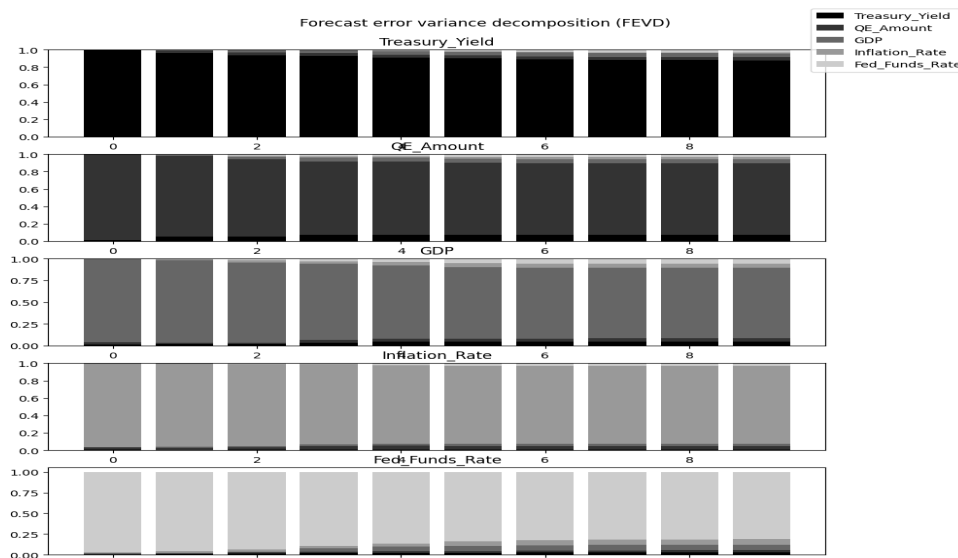 Forecast error variance decomposition (FEVD)
Treasury_Yield
QE_Amount
GDP
Inflation_Rate
Fed_Funds_Rate
Treasury_Yield
1.0
0.8
0.6
0.4
0.2
0.0
0 2 4 6 8
QE_Amount
1.0
0.8
0.6
0.4
0.2
0.0
0 2 4 6 8
GDP
1.00
0.75
0.50
0.25
0.00
0 2 4 6 8
Inflation_Rate
1.0
0.8
0.6
0.4
0.2
0.0
0 2 4 6 8
Fed_Funds_Rate
1.00
0.75
0.50
0.25
0.00